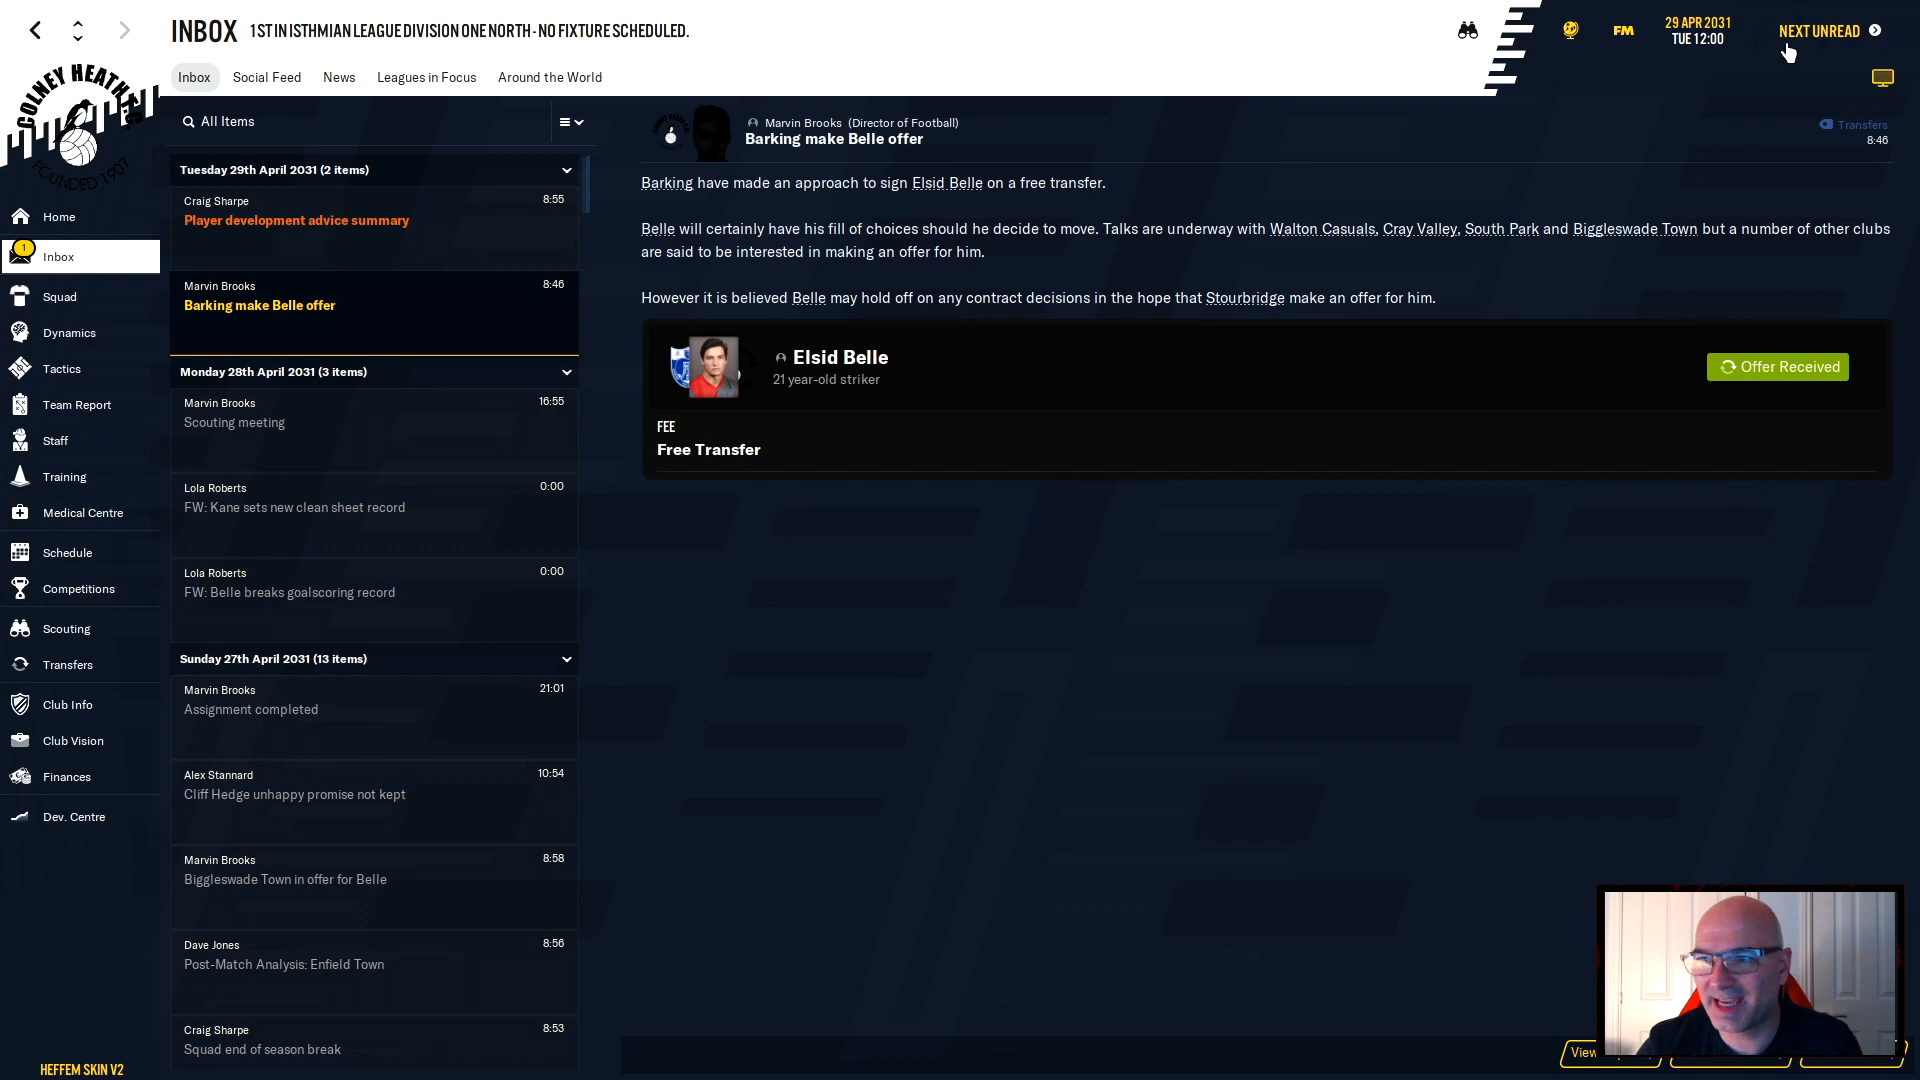 INBOX 1ST IN ISTHMIAN LEAGUE DIVISION ONE NORTH - NO FIXTURE SCHEDULED.
FM
29 APR 2031
TUE 12:00
NEXT UNREAD
COLNEY HEATH F.C.
FOUNDED 1907
Inbox
Social Feed
News
Leagues in Focus
Around the World
Home
1
Inbox
Squad
Dynamics
Tactics
Team Report
Staff
Training
Medical Centre
Schedule
Competitions
Scouting
Transfers
Club Info
Club Vision
Finances
Dev. Centre
HEFFEM SKIN V2
All Items
Tuesday 29th April 2031 (2 items)
Craig Sharpe 8:55
Player development advice summary
Marvin Brooks 8:46
Barking make Belle offer
Monday 28th April 2031 (3 items)
Marvin Brooks 16:55
Scouting meeting
Lola Roberts 0:00
FW: Kane sets new clean sheet record
Lola Roberts 0:00
FW: Belle breaks goalscoring record
Sunday 27th April 2031 (13 items)
Marvin Brooks 21:01
Assignment completed
Alex Stannard 10:54
Cliff Hedge unhappy promise not kept
Marvin Brooks 8:58
Biggleswade Town in offer for Belle
Dave Jones 8:56
Post-Match Analysis: Enfield Town
Craig Sharpe 8:53
Squad end of season break
Marvin Brooks (Director of Football)
Barking make Belle offer
Transfers
8:46
Barking have made an approach to sign Elsid Belle on a free transfer.
Belle will certainly have his fill of choices should he decide to move. Talks are underway with Walton Casuals, Cray Valley, South Park and Biggleswade Town but a number of other clubs
are said to be interested in making an offer for him.
However it is believed Belle may hold off on any contract decisions in the hope that Stourbridge make an offer for him.
Elsid Belle
21 year-old striker
Offer Received
FEE
Free Transfer
View